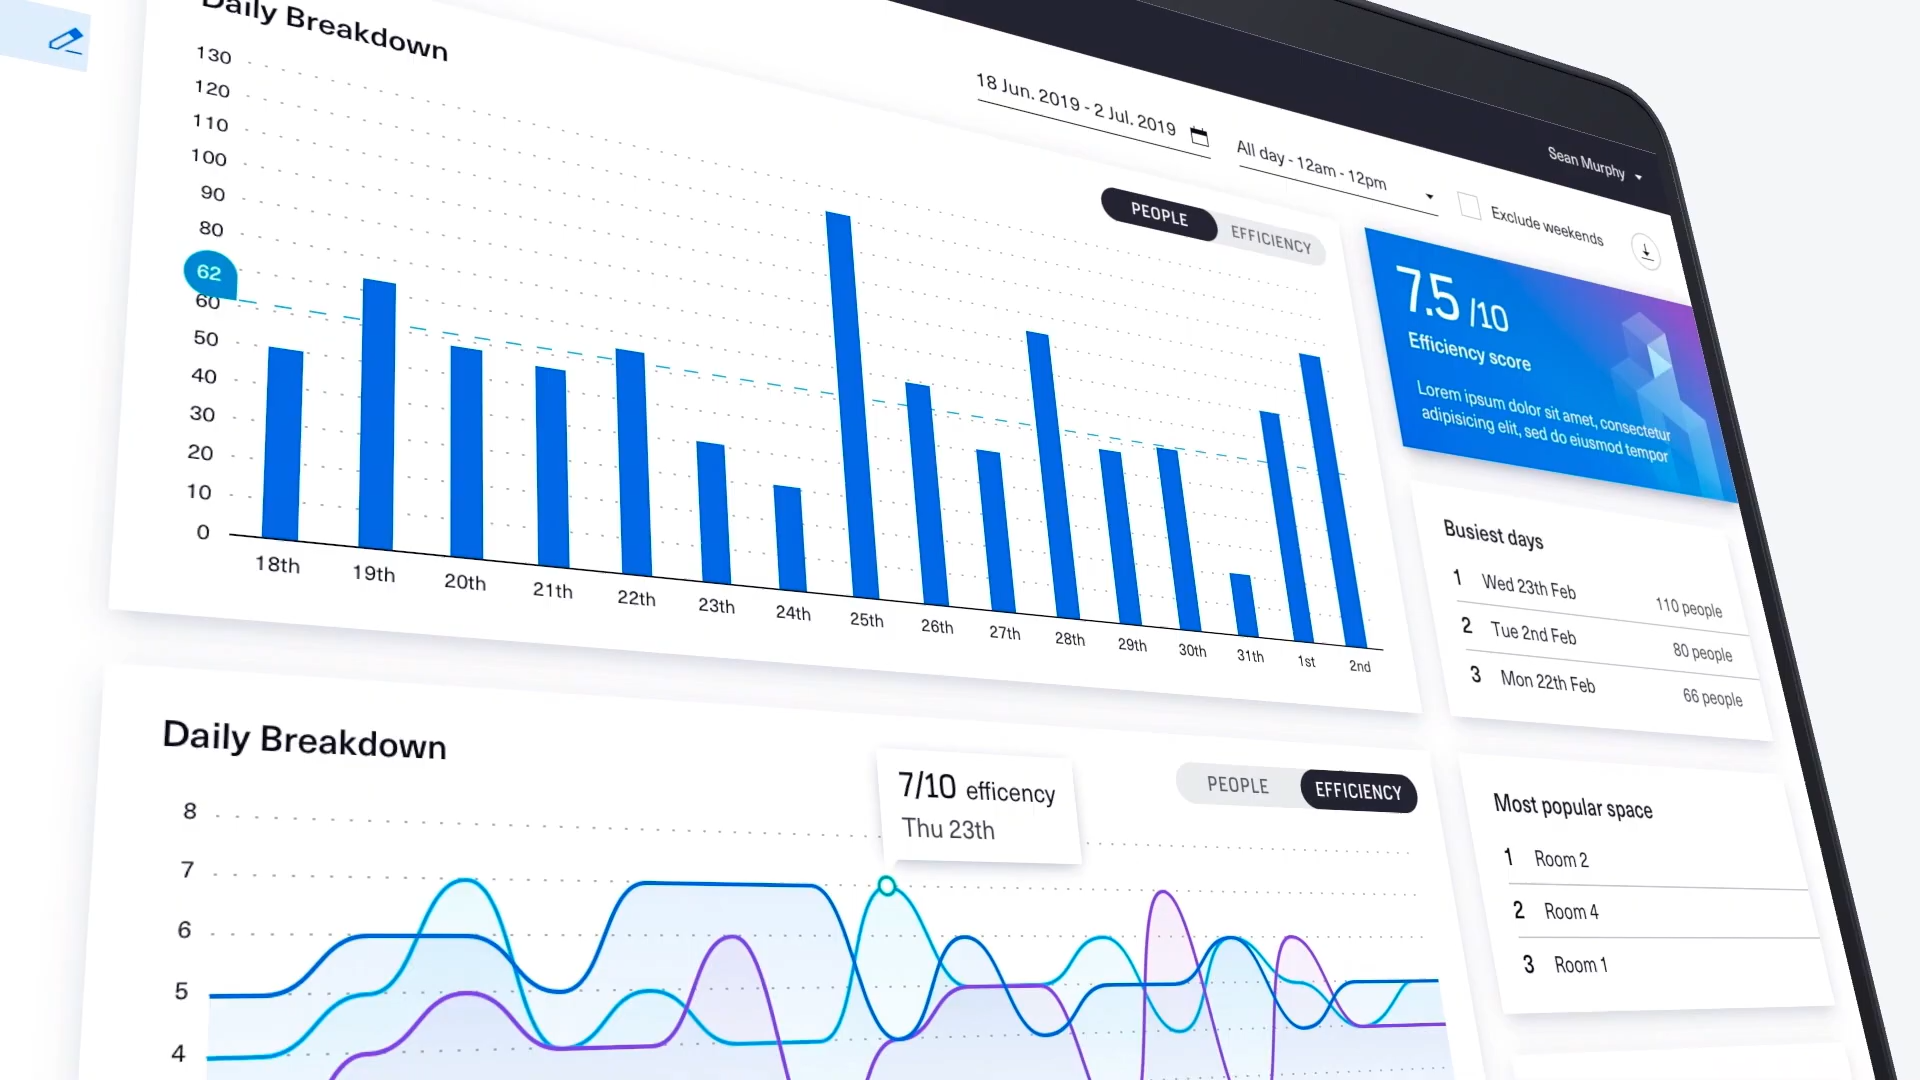 Daily Breakdown
18 Jun. 2019 - 2 Jul. 2019
All day - 12am - 12pm
Exclude weekends
Sean Murphy
PEOPLE
EFFICIENCY
130
120
110
100
90
80
62
60
50
40
30
20
10
0
18th
19th
20th
21th
22th
23th
24th
25th
26th
27th
28th
29th
30th
31th
1st
2nd
7.5 /10
Efficiency score
Lorem ipsum dolor sit amet, consectetur
adipisicing elit, sed do eiusmod tempor
Busiest days
1 Wed 23th Feb 110 people
2 Tue 2nd Feb 80 people
3 Mon 22th Feb 66 people
Daily Breakdown
PEOPLE
EFFICIENCY
7/10 efficency
Thu 23th
8
7
6
5
4
Most popular space
1 Room 2
2 Room 4
3 Room 1